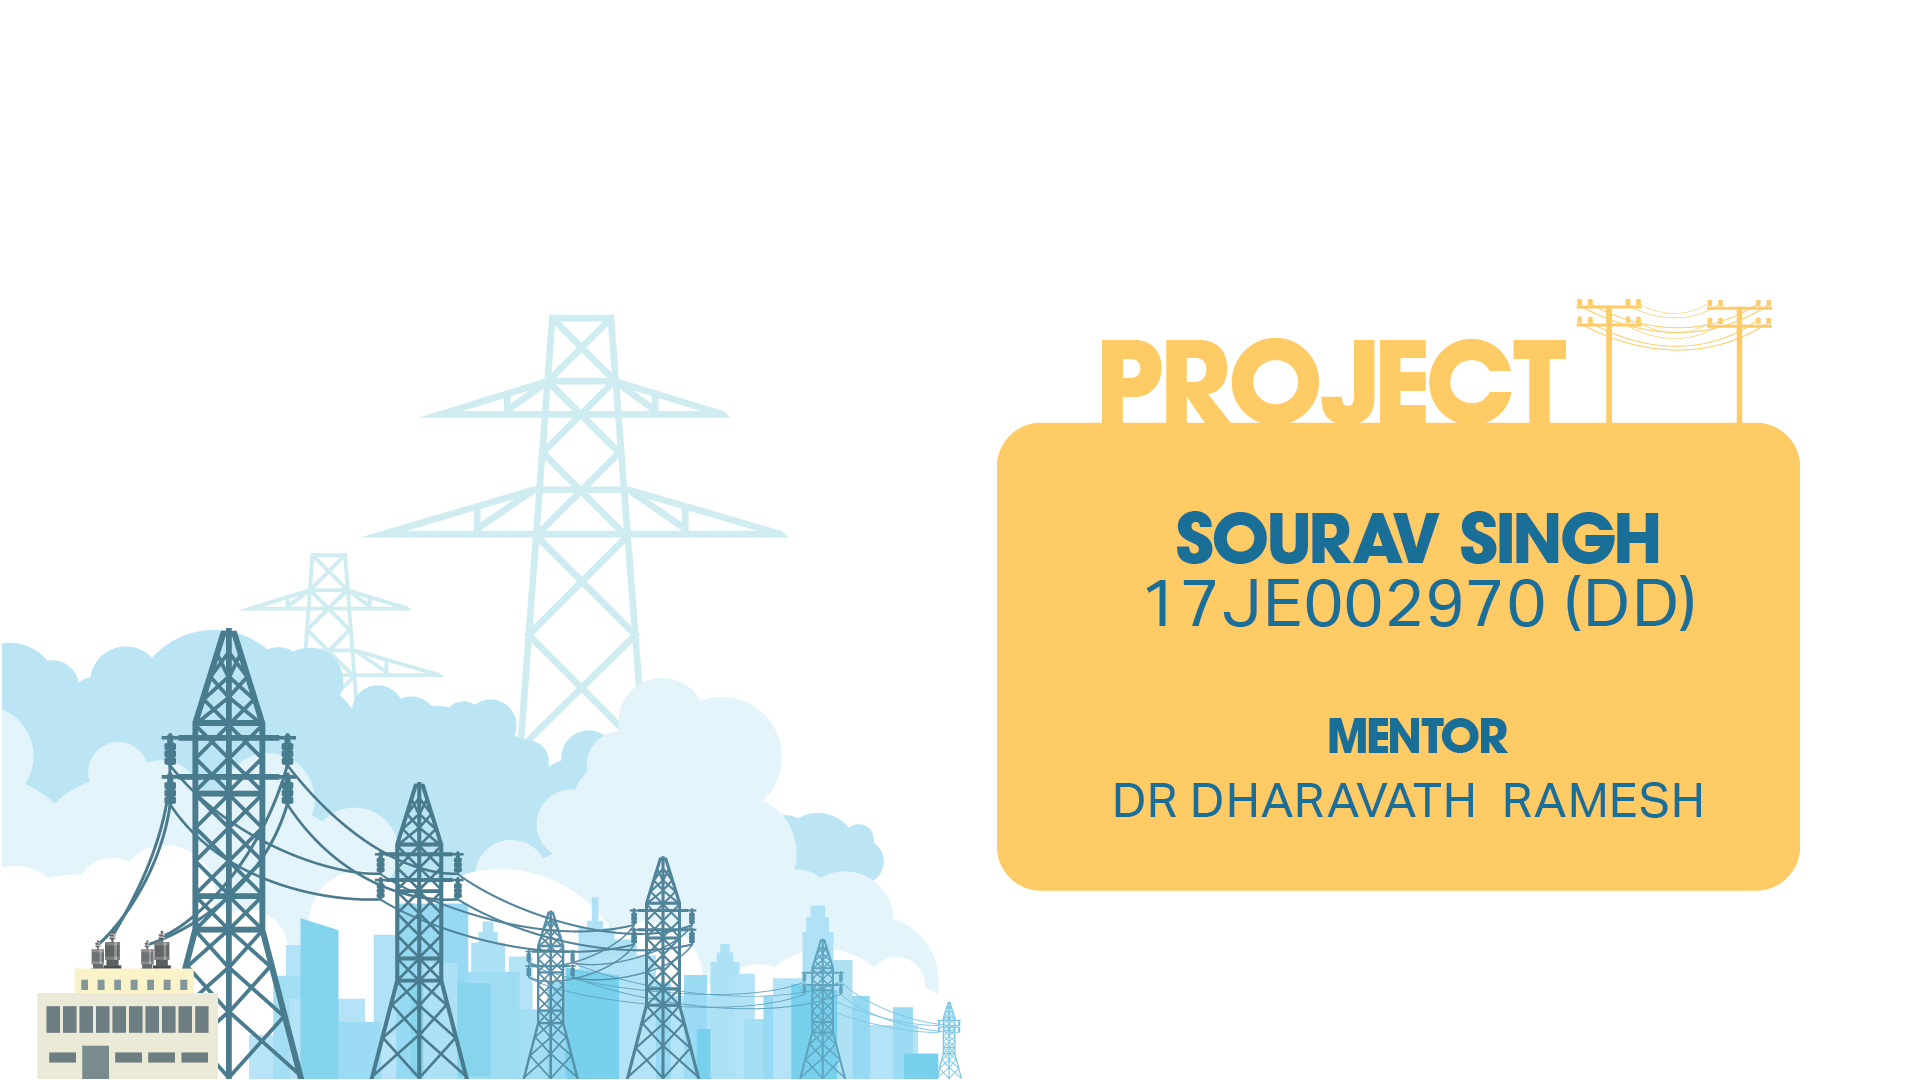 PROJECT
SOURAV SINGH
17JE002970 (DD)
MENTOR
DR DHARAVATH RAMESH